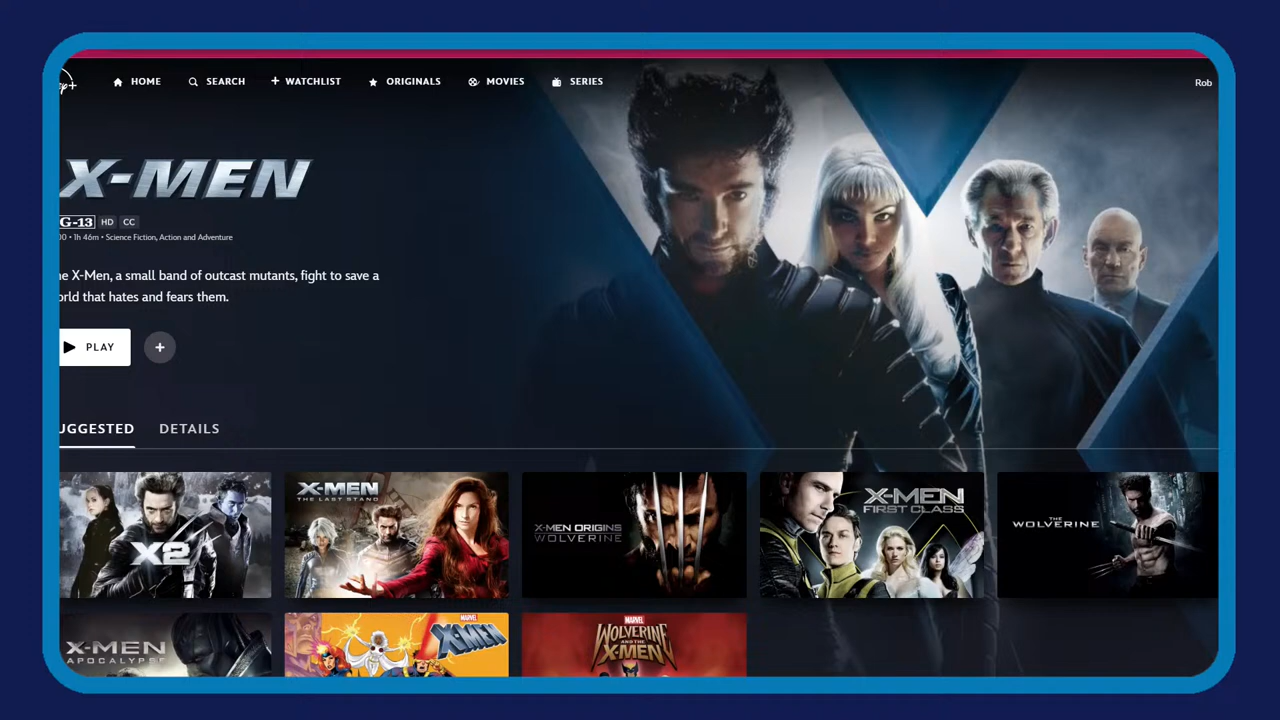 HOME SEARCH WATCHLIST ORIGINALS MOVIES SERIES Rob
X-MEN
G-13 HD CC
00 • 1h 46m • Science Fiction, Action and Adventure
e X-Men, a small band of outcast mutants, fight to save a
orld that hates and fears them.
PLAY
UGGESTED DETAILS
X2
X-MEN
THE LAST STAND
X-MEN ORIGINS
WOLVERINE
X-MEN
FIRST CLASS
THE
WOLVERINE
X-MEN
APOCALYPSE
MARVEL
X-MEN
MARVEL
WOLVERINE
AND THE
X-MEN